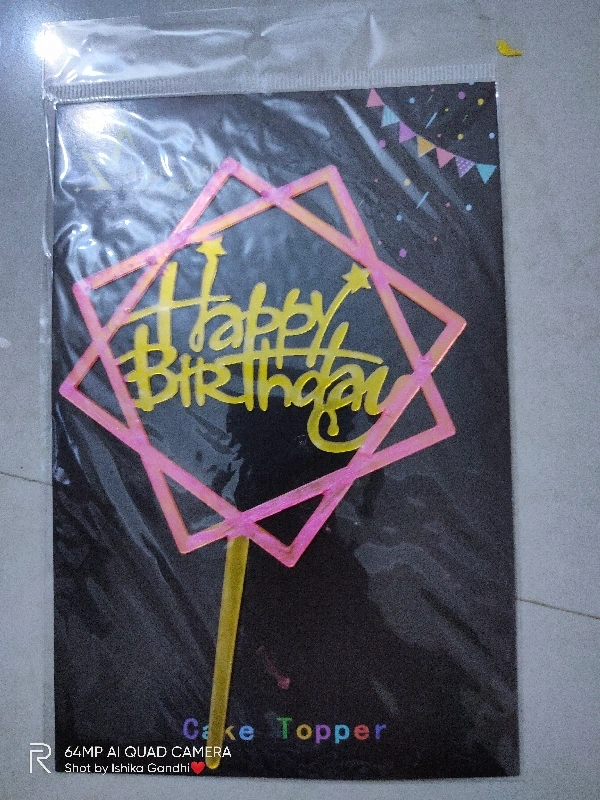 Happy
Birthday
Cake Topper
64MP AI QUAD CAMERA
Shot by Ishika Gandhi❤️